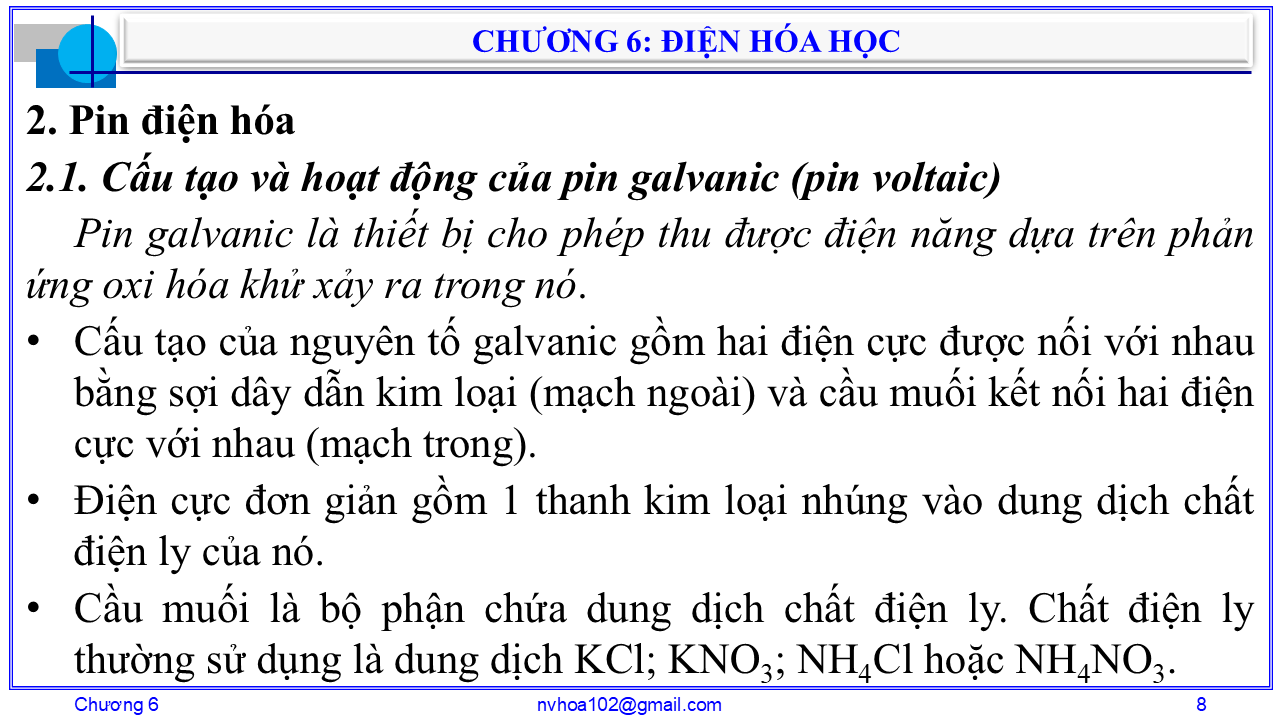 CHƯƠNG 6: ĐIỆN HÓA HỌC
2. Pin điện hóa
2.1. Cấu tạo và hoạt động của pin galvanic (pin voltaic)
Pin galvanic là thiết bị cho phép thu được điện năng dựa trên phản
ứng oxi hóa khử xảy ra trong nó.
• Cấu tạo của nguyên tố galvanic gồm hai điện cực được nối với nhau
bằng sợi dây dẫn kim loại (mạch ngoài) và cầu muối kết nối hai điện
cực với nhau (mạch trong).
• Điện cực đơn giản gồm 1 thanh kim loại nhúng vào dung dịch chất
điện ly của nó.
• Cầu muối là bộ phận chứa dung dịch chất điện ly. Chất điện ly
thường sử dụng là dung dịch KCl; KNO₃; NH₄Cl hoặc NH₄NO₃.
Chương 6 nvhoa102@gmail.com 8